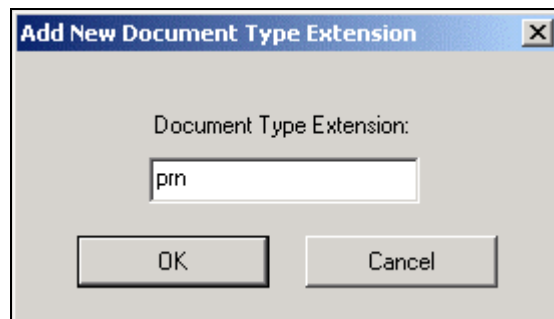 Add New Document Type Extension
Document Type Extension:
prn
OK Cancel